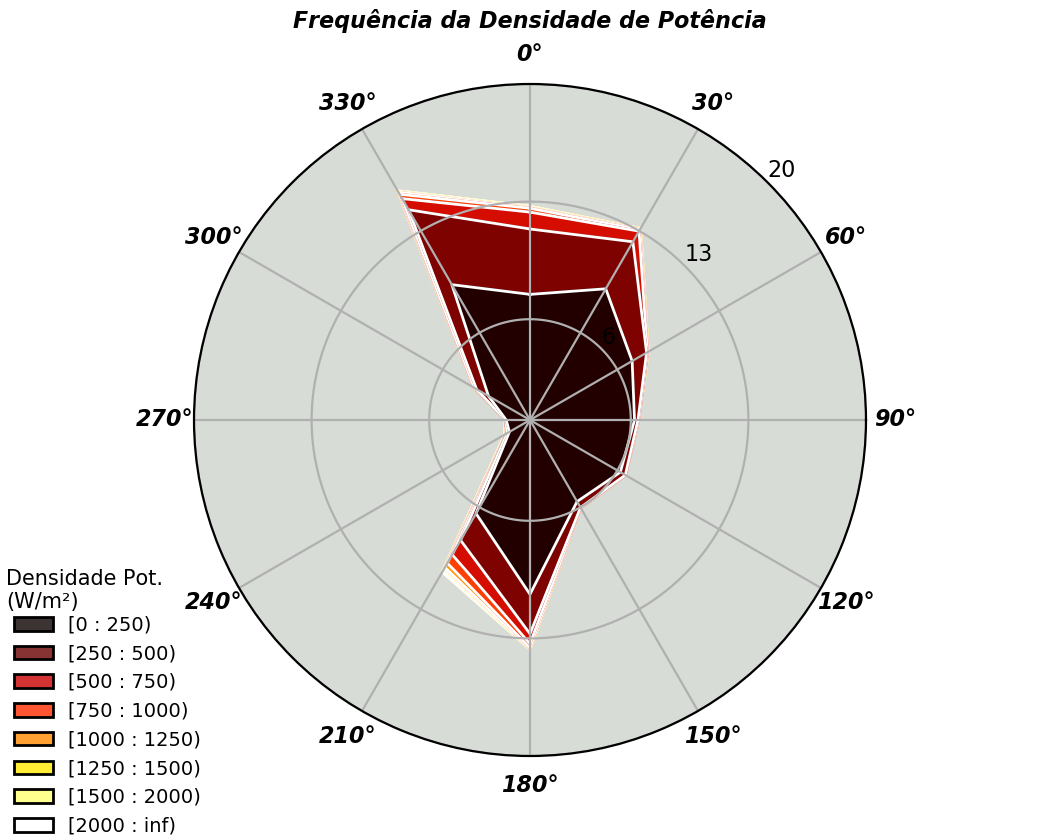 Frequência da Densidade de Potência
0°
330°
30°
20
300°
60°
13
6
270°
90°
240°
120°
210°
150°
180°
Densidade Pot.
(W/m²)
[0 : 250)
[250 : 500)
[500 : 750)
[750 : 1000)
[1000 : 1250)
[1250 : 1500)
[1500 : 2000)
[2000 : inf)